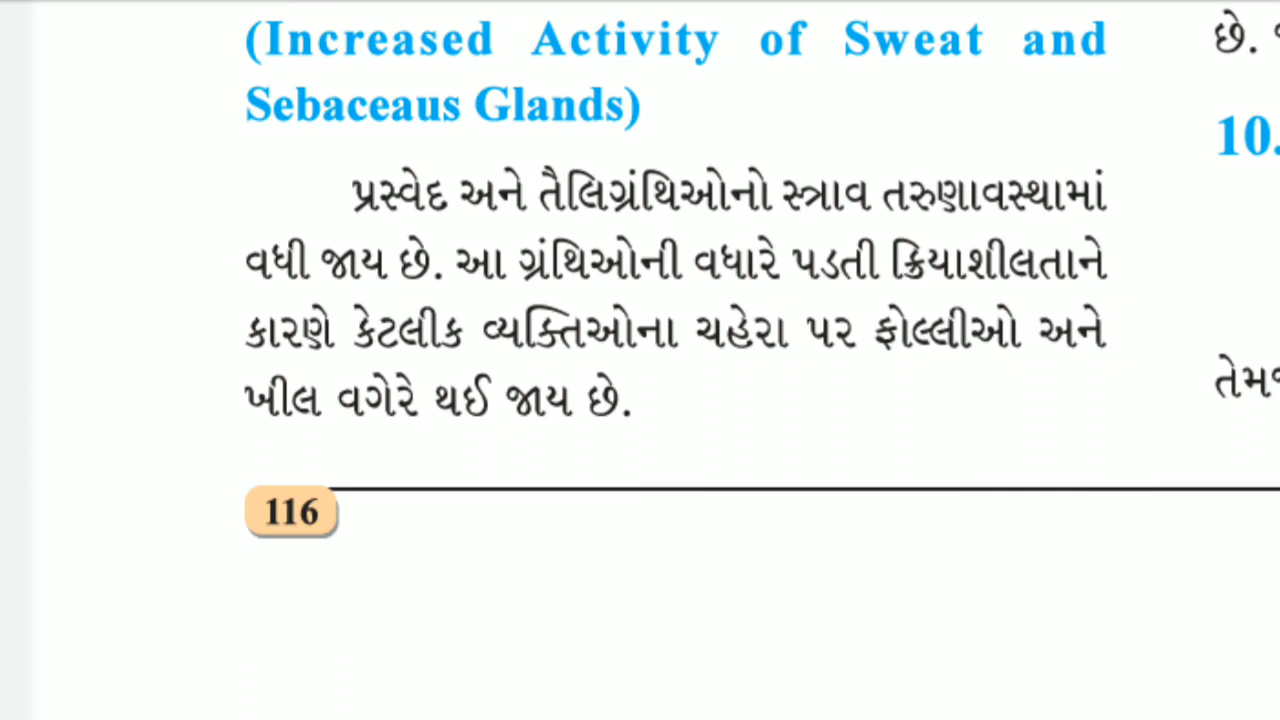 (Increased Activity of Sweat and
Sebaceaus Glands)
પ્રસ્વેદ અને તૈલિગ્રંથિઓનો સ્ત્રાવ તરુણાવસ્થામાં
વધી જાય છે. આ ગ્રંથિઓની વધારે પડતી ક્રિયાશીલતાને
કારણે કેટલીક વ્યક્તિઓના ચહેરા પર ફોલ્લીઓ અને
ખીલ વગેરે થઈ જાય છે.
116
છે.
10.